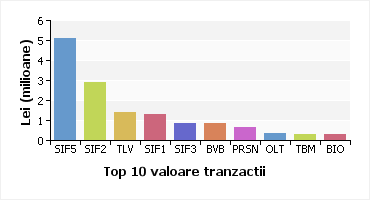 6
5
4
3
2
1
0
Lei (milioane)
SIF5 SIF2 TLV SIF1 SIF3 BVB PRSN OLT TBM BIO
Top 10 valoare tranzactii